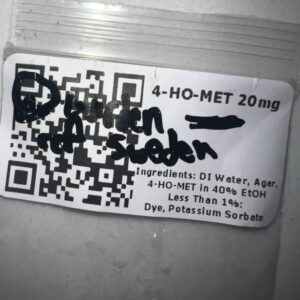 4-HO-MET 20mg
sweden
Ingredients: DI Water, Agar,
4-HO-MET in 40% EtOH
Less Than 1%:
Dye, Potassium Sorbate